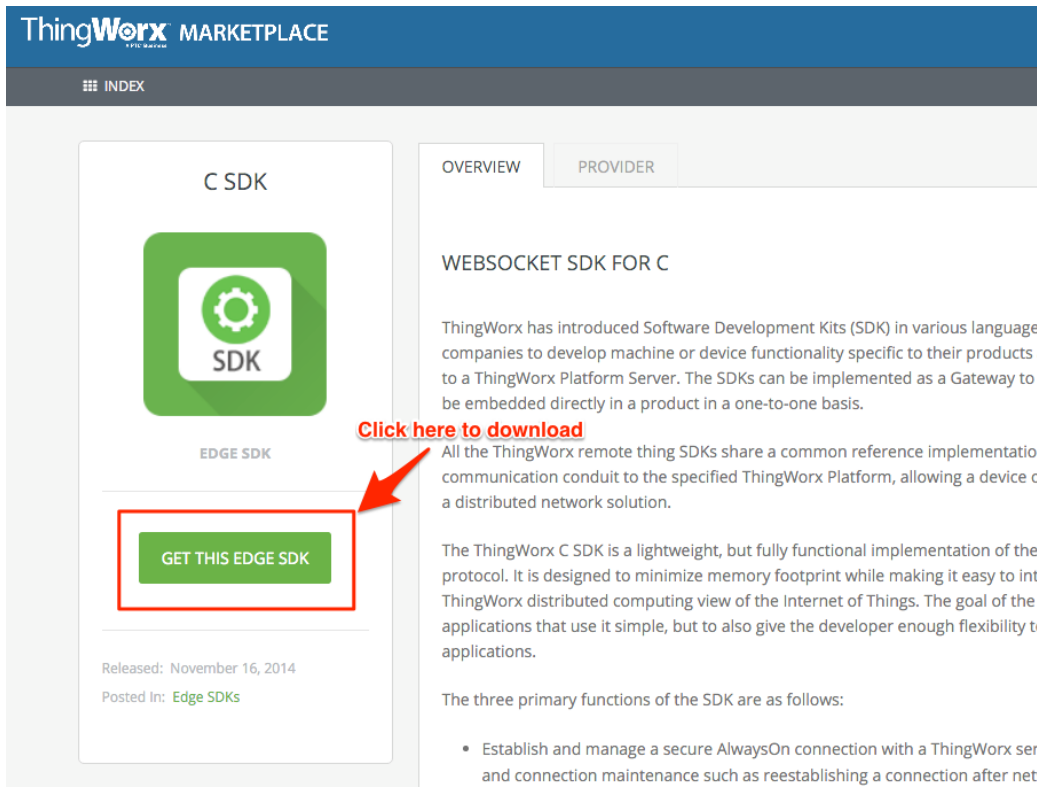 ThingWorx MARKETPLACE
a PTC Business
INDEX
C SDK
SDK
EDGE SDK
GET THIS EDGE SDK
Released: November 16, 2014
Posted In: Edge SDKs
Click here to download
OVERVIEW PROVIDER
WEBSOCKET SDK FOR C
ThingWorx has introduced Software Development Kits (SDK) in various language
companies to develop machine or device functionality specific to their products
to a ThingWorx Platform Server. The SDKs can be implemented as a Gateway to
be embedded directly in a product in a one-to-one basis.
All the ThingWorx remote thing SDKs share a common reference implementatio
communication conduit to the specified ThingWorx Platform, allowing a device o
a distributed network solution.
The ThingWorx C SDK is a lightweight, but fully functional implementation of the
protocol. It is designed to minimize memory footprint while making it easy to int
ThingWorx distributed computing view of the Internet of Things. The goal of the
applications that use it simple, but to also give the developer enough flexibility t
applications.
The three primary functions of the SDK are as follows:
• Establish and manage a secure AlwaysOn connection with a ThingWorx ser
and connection maintenance such as reestablishing a connection after net